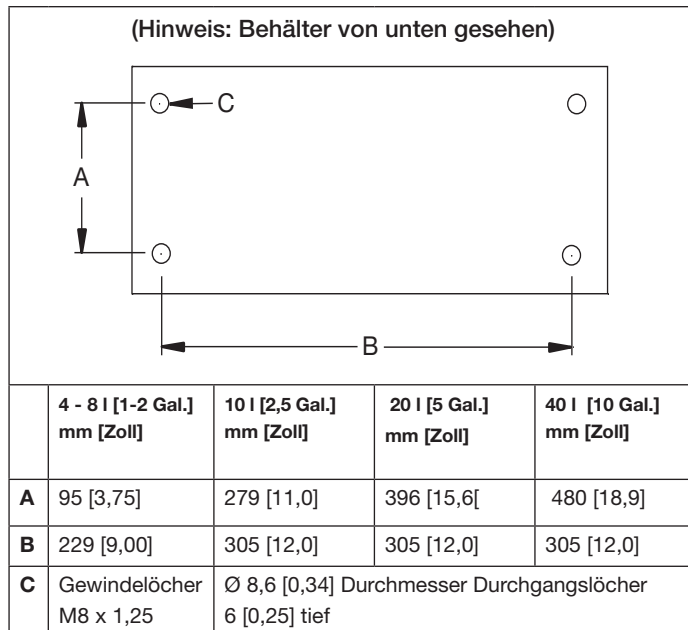 (Hinweis: Behälter von unten gesehen)
C
A
B
4 - 8 l [1-2 Gal.] mm [Zoll]
10 l [2,5 Gal.] mm [Zoll]
20 l [5 Gal.] mm [Zoll]
40 l [10 Gal.] mm [Zoll]
A 95 [3,75] 279 [11,0] 396 [15,6[ 480 [18,9]
B 229 [9,00] 305 [12,0] 305 [12,0] 305 [12,0]
C Gewindelöcher Ø 8,6 [0,34] Durchmesser Durchgangslöcher
M8 x 1,25 6 [0,25] tief